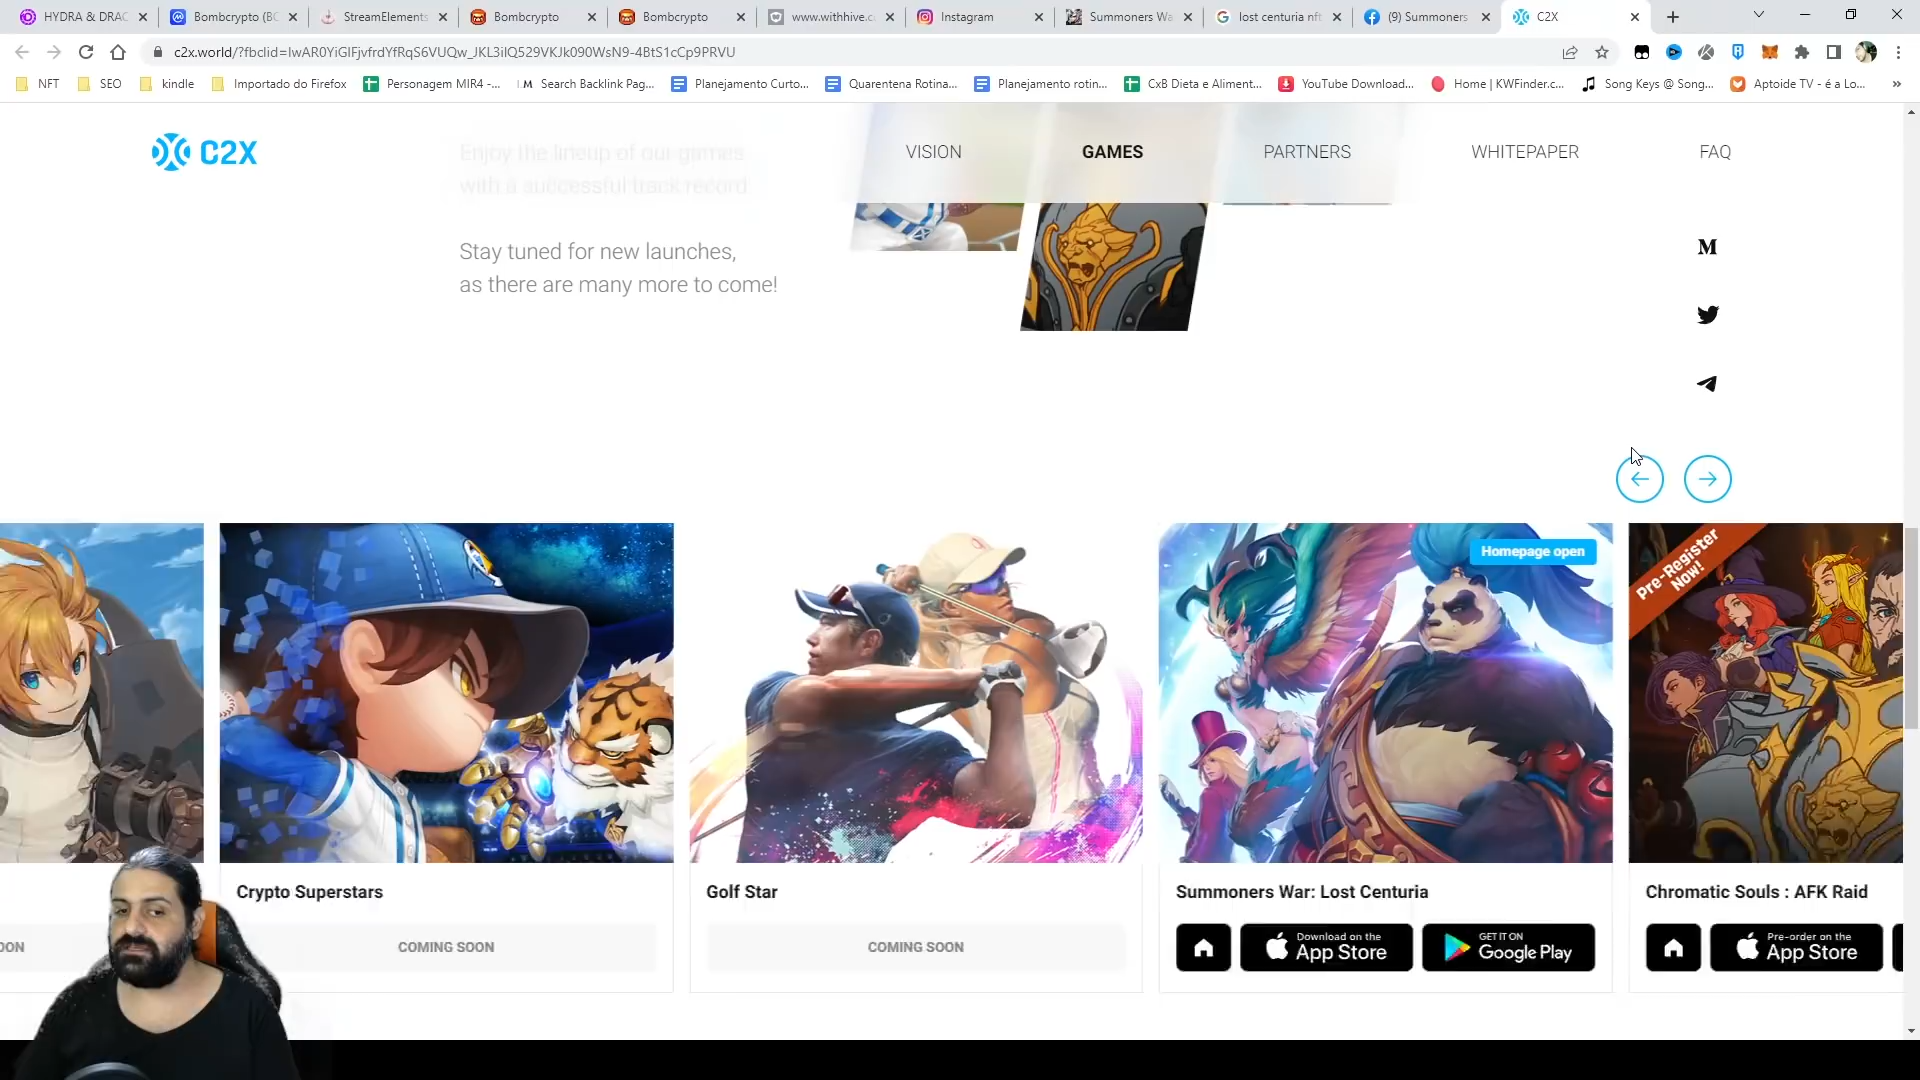 HYDRA & DRAC
Bombcrypto (BC
StreamElements
Bombcrypto
Bombcrypto
www.withhive.c
Instagram
Summoners Wa
lost centuria nft
(9) Summoners
C2X
c2x.world/?fbclid=IwAR0YiGlFjvfrdYfRqS6VUQw_JKL3ilQ529VKJk090WsN9-4BtS1cCp9PRVU
NFT
SEO
kindle
Importado do Firefox
Personagem MIR4 -...
Search Backlink Pag...
Planejamento Curto...
Quarentena Rotina...
Planejamento rotin...
CxB Dieta e Aliment...
YouTube Download...
Home | KWFinder.c...
Song Keys @ Song...
Aptoide TV - é a Lo...
C2X
VISION
GAMES
PARTNERS
WHITEPAPER
FAQ
Enjoy the lineup of our games
with a successful track record
Stay tuned for new launches,
as there are many more to come!
Homepage open
Pre-Register
Now!
OON
Crypto Superstars
COMING SOON
Golf Star
COMING SOON
Summoners War: Lost Centuria
Download on the
App Store
GET IT ON
Google Play
Chromatic Souls : AFK Raid
Pre-order on the
App Store